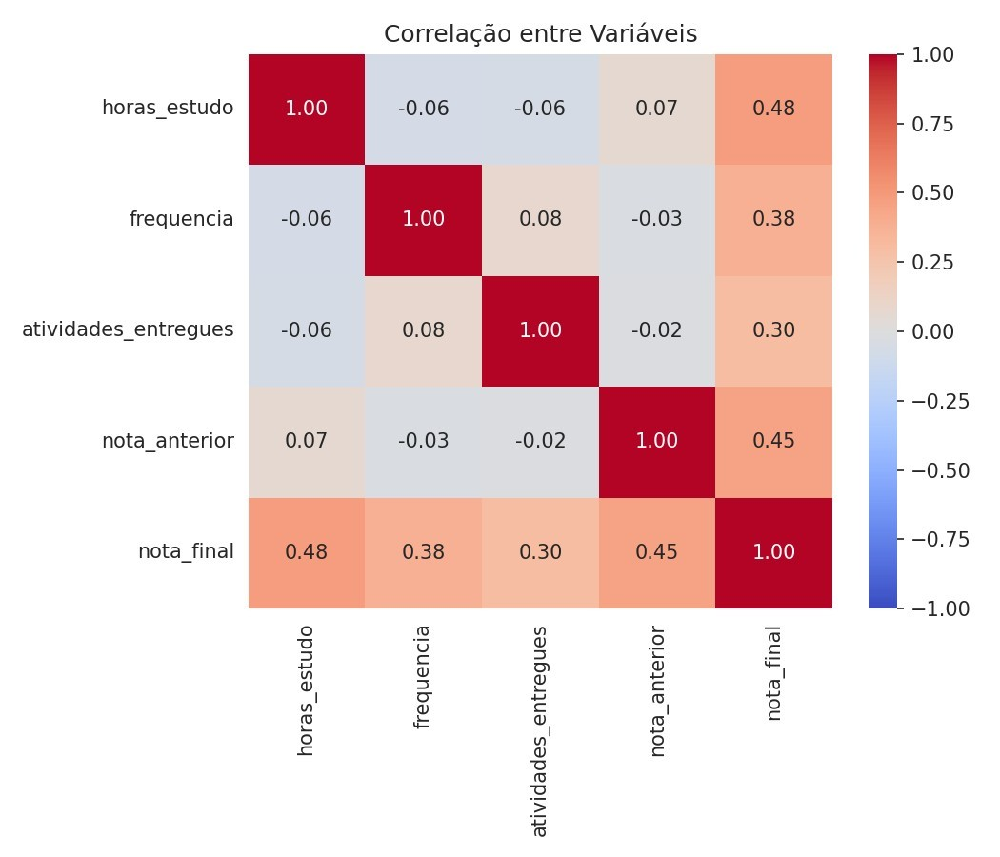 Correlação entre Variáveis
horas_estudo
1.00 -0.06 -0.06 0.07 0.48
frequencia
-0.06 1.00 0.08 -0.03 0.38
atividades_entregues
-0.06 0.08 1.00 -0.02 0.30
nota_anterior
0.07 -0.03 -0.02 1.00 0.45
nota_final
0.48 0.38 0.30 0.45 1.00
horas_estudo
frequencia
atividades_entregues
nota_anterior
nota_final
1.00
0.75
0.50
0.25
0.00
−0.25
−0.50
−0.75
−1.00